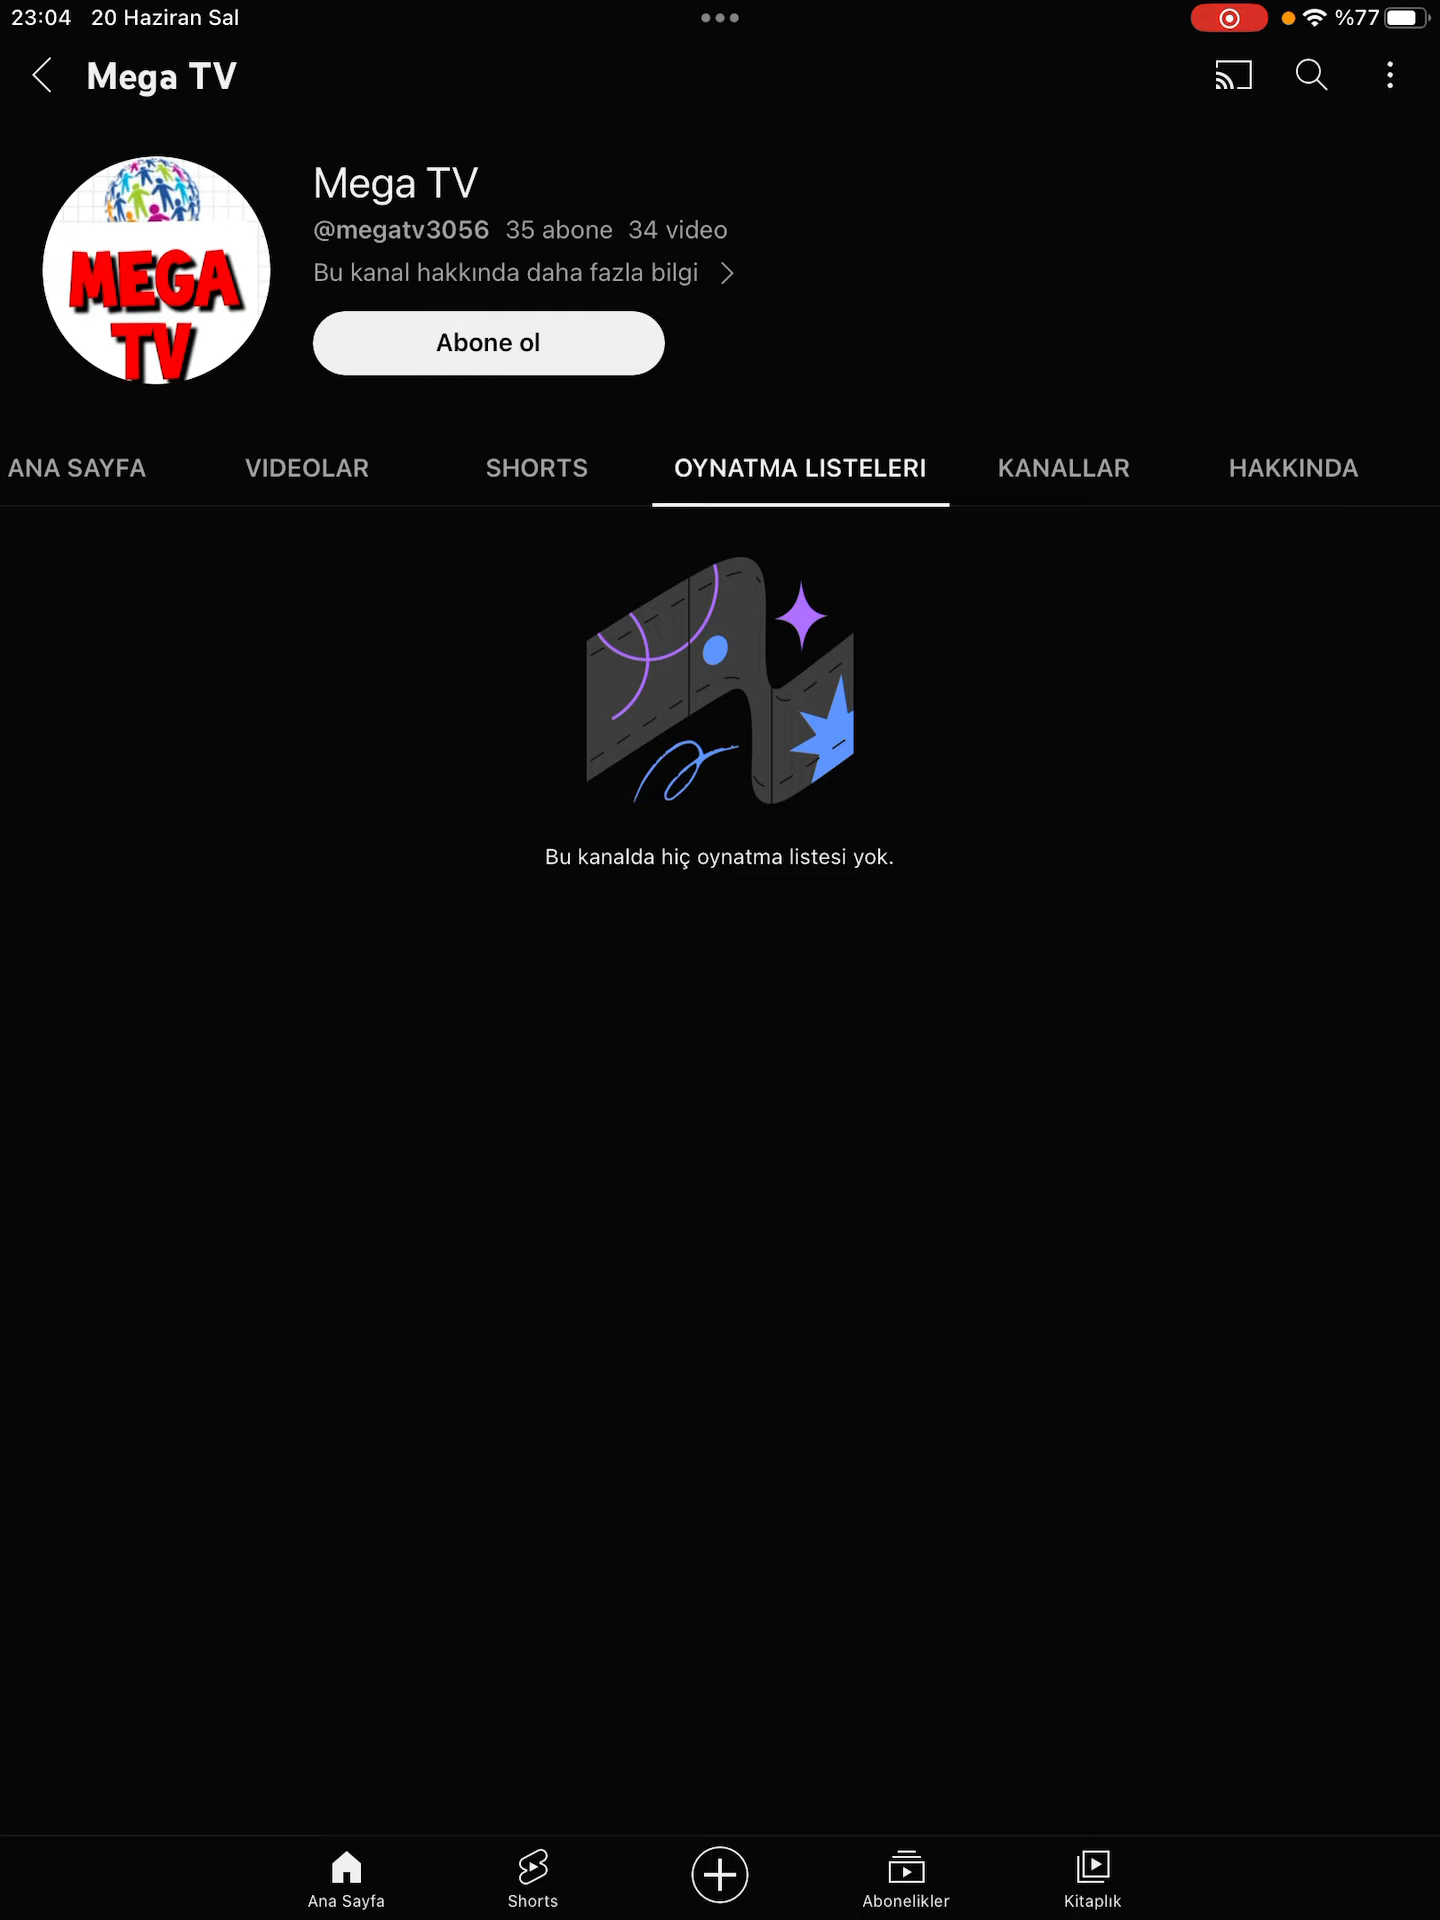 23:04 20 Haziran Sal
%77
Mega TV
MEGA
TV
Mega TV
@megatv3056 35 abone 34 video
Bu kanal hakkında daha fazla bilgi
Abone ol
ANA SAYFA VIDEOLAR SHORTS OYNATMA LISTELERI KANALLAR HAKKINDA
Bu kanalda hiç oynatma listesi yok.
Ana Sayfa Shorts Abonelikler Kitaplık